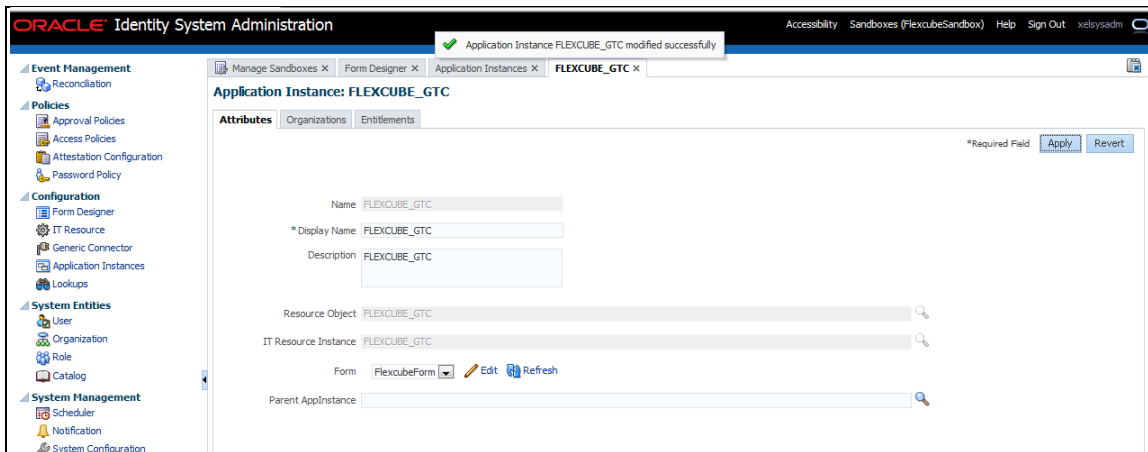 ORACLE Identity System Administration
Accessibility Sandboxes (FlexcubeSandbox) Help Sign Out xelsysadm
Application Instance FLEXCUBE_GTC modified successfully
Event Management
Reconciliation
Policies
Approval Policies
Access Policies
Attestation Configuration
Password Policy
Configuration
Form Designer
IT Resource
Generic Connector
Application Instances
Lookups
System Entities
User
Organization
Role
Catalog
System Management
Scheduler
Notification
System Configuration
Manage Sandboxes Form Designer Application Instances FLEXCUBE_GTC
Application Instance: FLEXCUBE_GTC
Attributes Organizations Entitlements
*Required Field Apply Revert
Name FLEXCUBE_GTC
* Display Name FLEXCUBE_GTC
Description FLEXCUBE_GTC
Resource Object FLEXCUBE_GTC
IT Resource Instance FLEXCUBE_GTC
Form FlexcubeForm Edit Refresh
Parent AppInstance